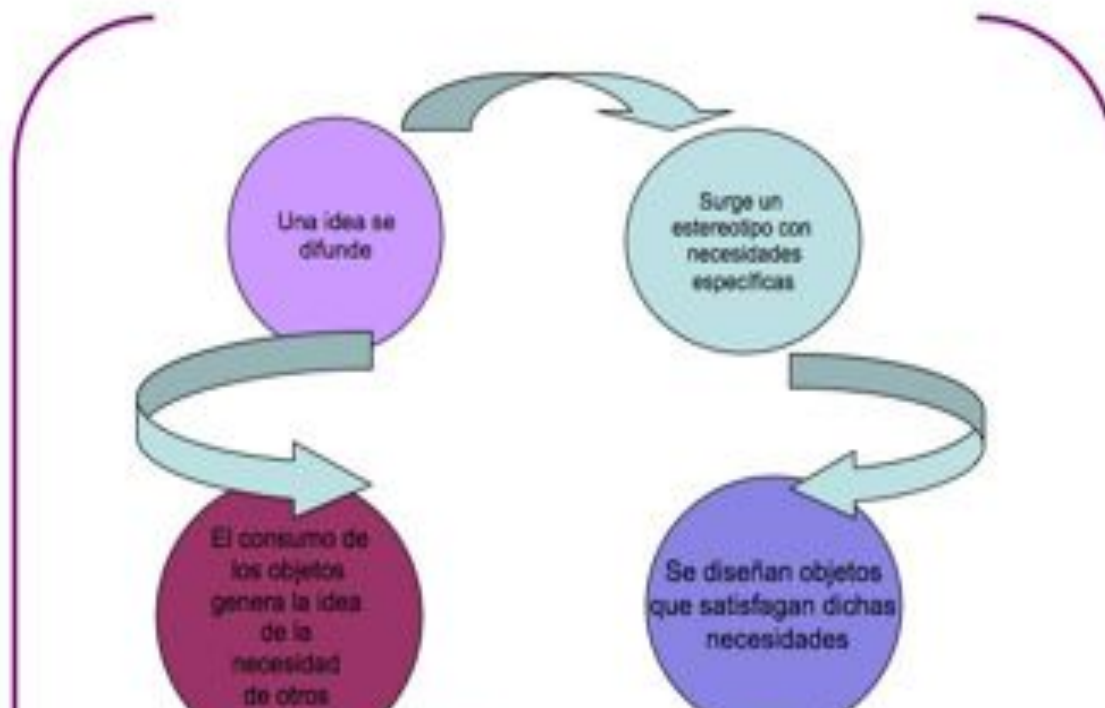 Una idea se
difunde
Surge un
estereotipo con
necesidades
específicas
El consumo de
los objetos
genera la idea
de la
necesidad
de otros
Se diseñan objetos
que satisfagan dichas
necesidades